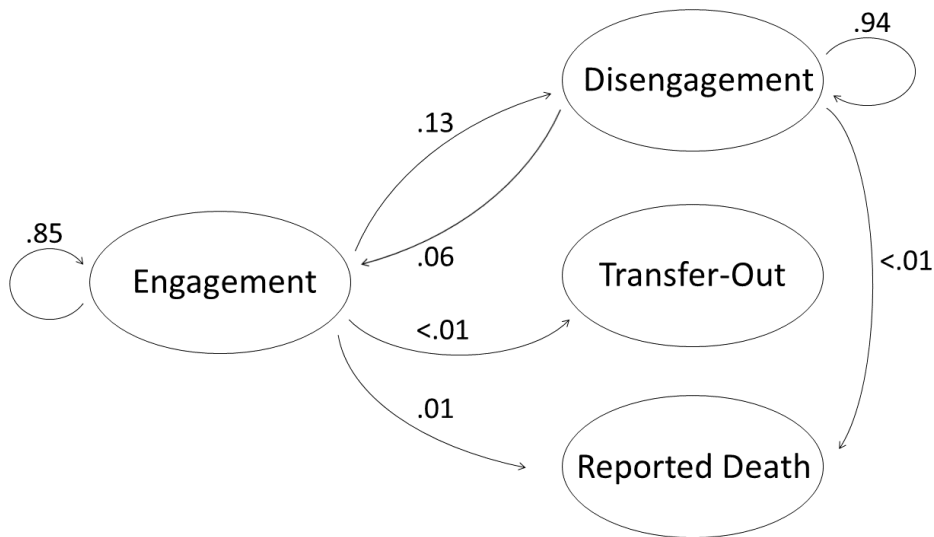 .94
Disengagement
.13
.85
.06
<.01
Engagement
Transfer-Out
<.01
.01
Reported Death